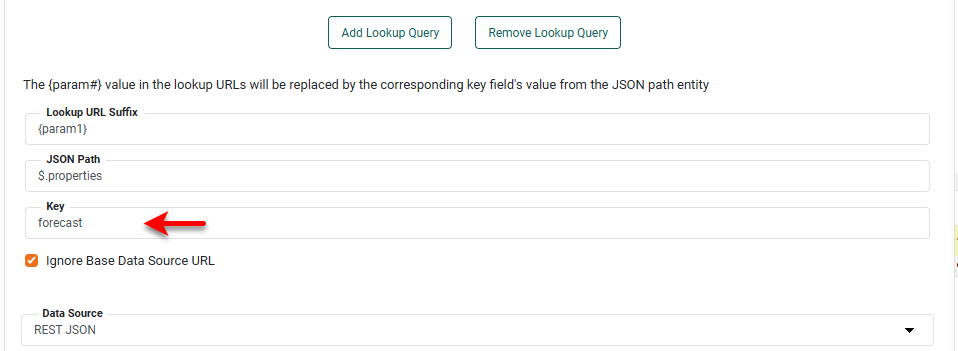 Add Lookup Query Remove Lookup Query
The {param#} value in the lookup URLs will be replaced by the corresponding key field's value from the JSON path entity
Lookup URL Suffix
{param1}
JSON Path
$.properties
Key
forecast
Ignore Base Data Source URL
Data Source
REST JSON